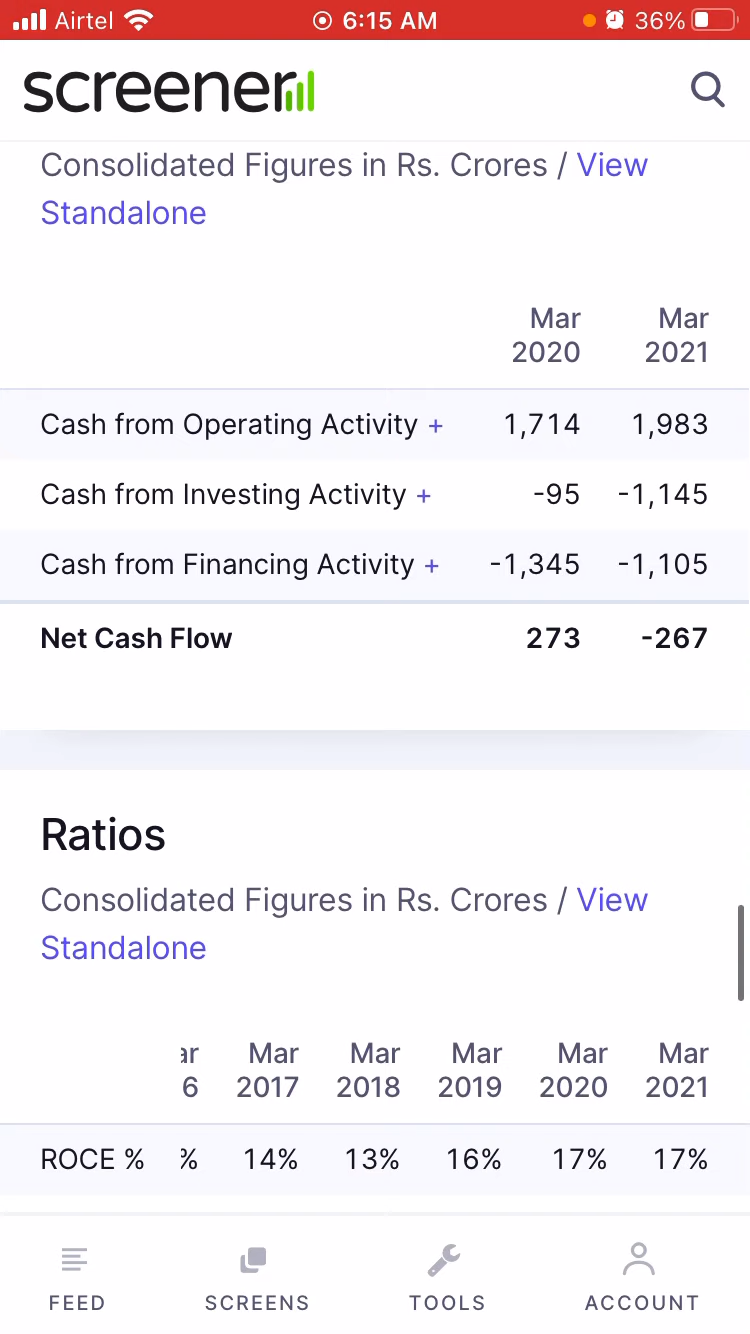 Airtel 6:15 AM 36%
screener
Consolidated Figures in Rs. Crores / View
Standalone
Mar Mar
2020 2021
Cash from Operating Activity + 1,714 1,983
Cash from Investing Activity + -95 -1,145
Cash from Financing Activity + -1,345 -1,105
Net Cash Flow 273 -267
Ratios
Consolidated Figures in Rs. Crores / View
Standalone
ar Mar Mar Mar Mar Mar
6 2017 2018 2019 2020 2021
ROCE % % 14% 13% 16% 17% 17%
FEED SCREENS TOOLS ACCOUNT